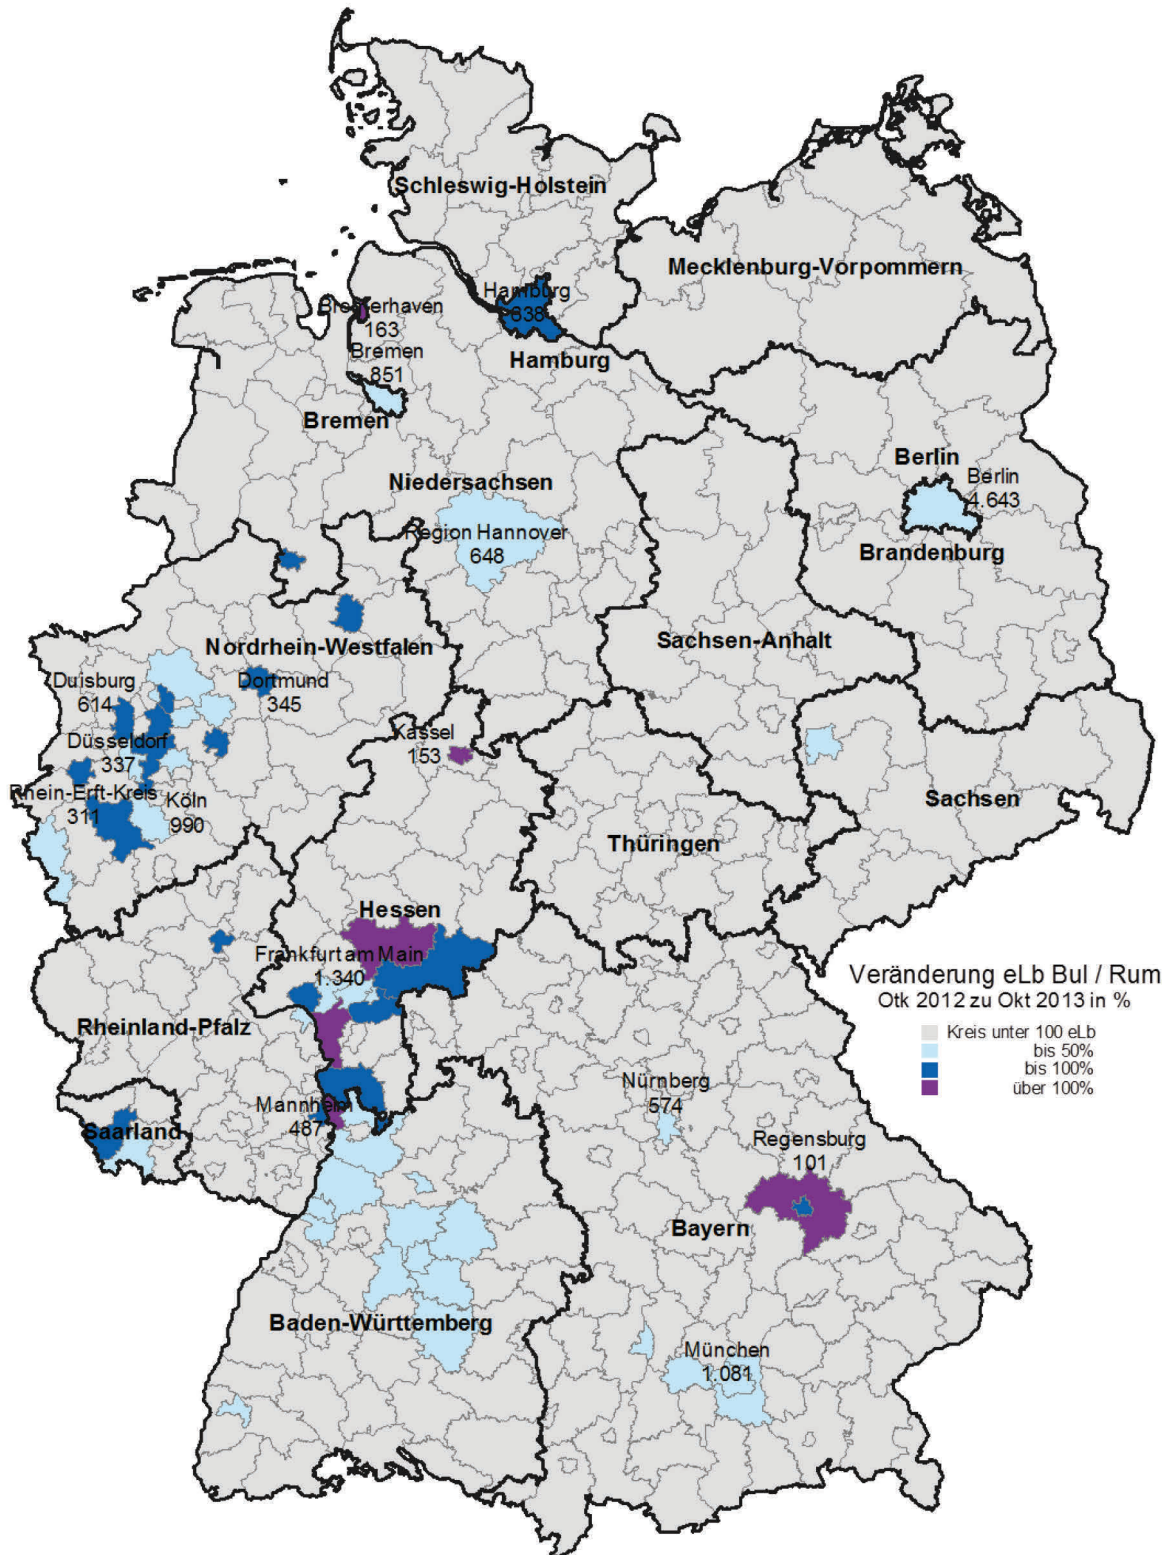 Schleswig-Holstein
Mecklenburg-Vorpommern
Hamburg
838
Hamburg
Bremerhaven
163
Bremen
851
Bremen
Niedersachsen
Berlin
Berlin
4.643
Region Hannover
648
Brandenburg
Nordrhein-Westfalen
Sachsen-Anhalt
Duisburg
614
Dortmund
345
Düsseldorf
337
Kassel
153
Rhein-Erft-Kreis
311
Köln
990
Sachsen
Thüringen
Hessen
Frankfurt am Main
1.340
Veränderung eLb Bul / Rum
Otk 2012 zu Okt 2013 in %
Kreis unter 100 eLb
bis 50%
bis 100%
über 100%
Rheinland-Pfalz
Nürnberg
574
Mannheim
487
Saarland
Regensburg
101
Bayern
Baden-Württemberg
München
1.081